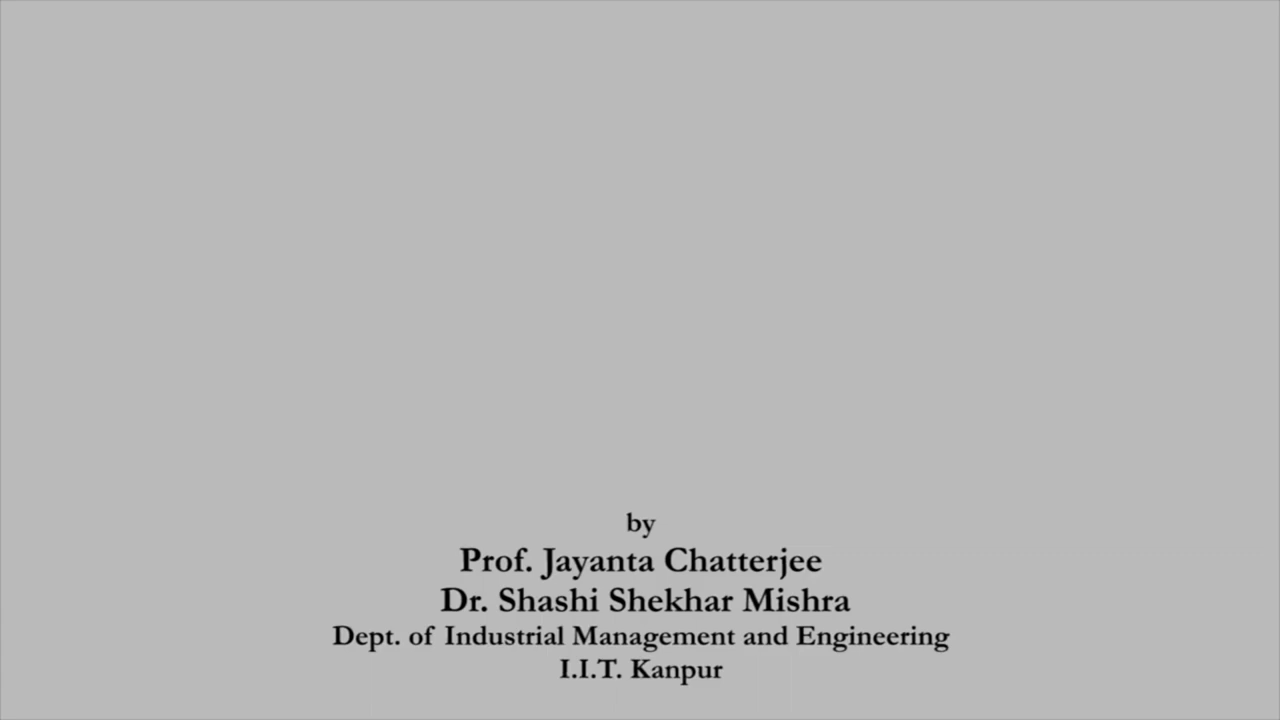 by
Prof. Jayanta Chatterjee
Dr. Shashi Shekhar Mishra
Dept. of Industrial Management and Engineering
I.I.T. Kanpur